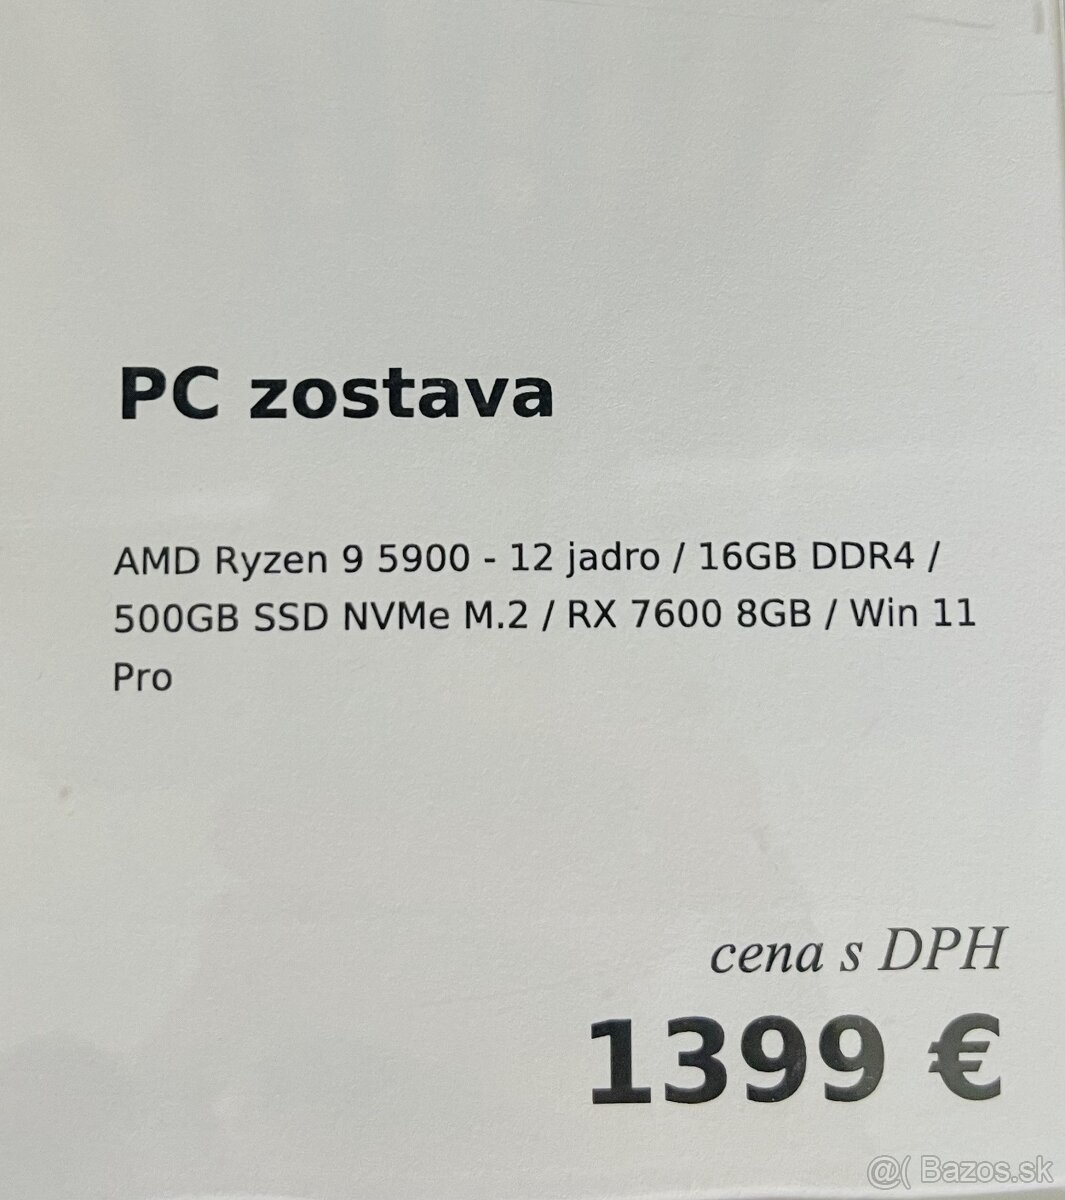 PC zostava
AMD Ryzen 9 5900 - 12 jadro / 16GB DDR4 /
500GB SSD NVMe M.2 / RX 7600 8GB / Win 11
Pro
cena s DPH
1399 €
@( Bazos.sk